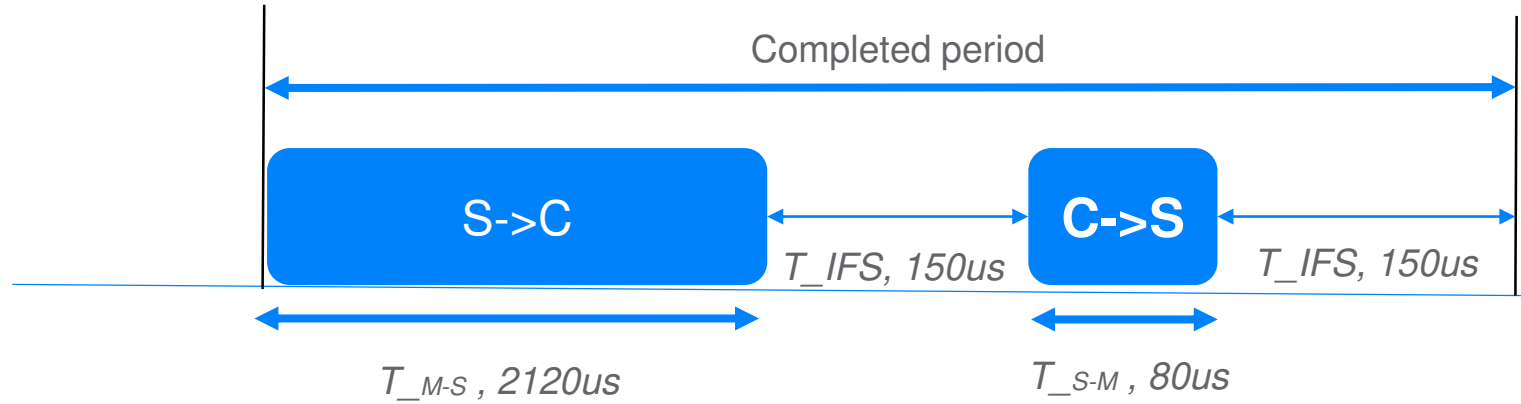 Completed period
S->C
C->S
T_IFS, 150us
T_IFS, 150us
T_M-S , 2120us
T_S-M , 80us